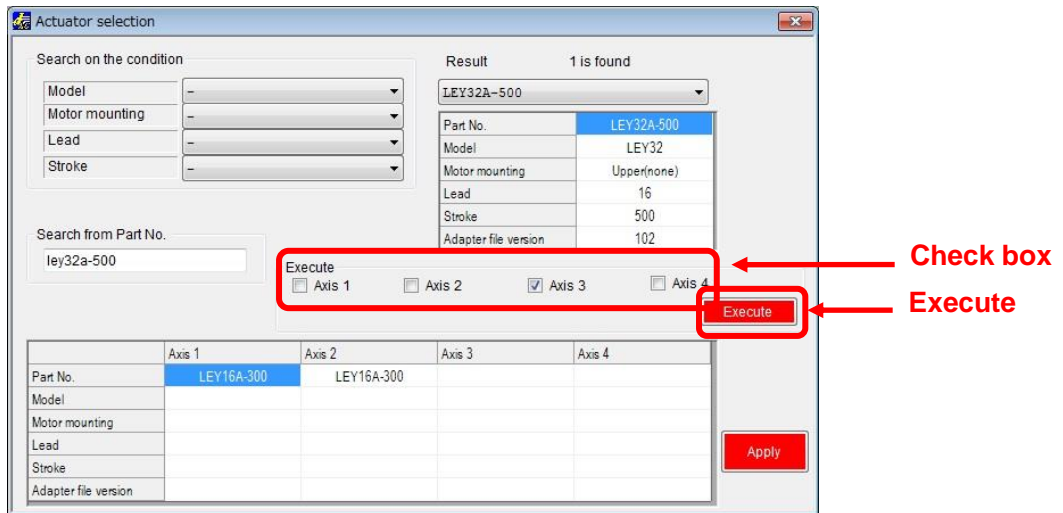 Actuator selection
Search on the condition
Model -
Motor mounting -
Lead -
Stroke -
Search from Part No.
ley32a-500
Result 1 is found
LEY32A-500
Part No. LEY32A-500
Model LEY32
Motor mounting Upper(none)
Lead 16
Stroke 500
Adapter file version 102
Execute
Axis 1 Axis 2 Axis 3 Axis 4
Execute
Check box
Execute
Axis 1 Axis 2 Axis 3 Axis 4
Part No. LEY16A-300 LEY16A-300
Model
Motor mounting
Lead
Stroke
Adapter file version
Apply